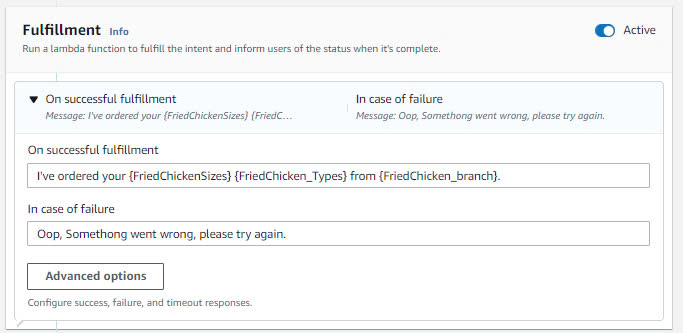 Fulfillment Info
Active
Run a lambda function to fulfill the intent and inform users of the status when it's complete.
On successful fulfillment
In case of failure
Message: I've ordered your {FriedChickenSizes} {FriedC...
Message: Oop, Somethong went wrong, please try again.
On successful fulfillment
I've ordered your {FriedChickenSizes} {FriedChicken_Types} from {FriedChicken_branch}.
In case of failure
Oop, Somethong went wrong, please try again.
Advanced options
Configure success, failure, and timeout responses.